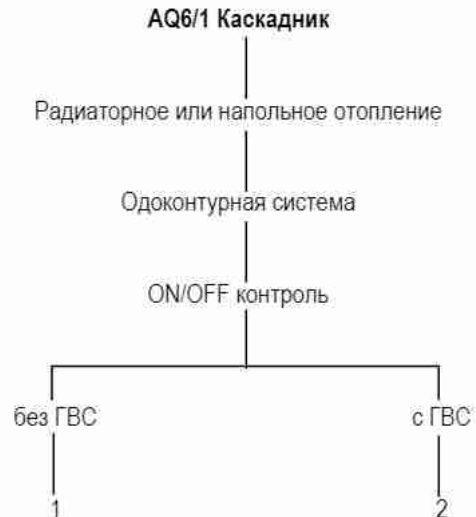 AQ6/1 Каскадник
Радиаторное или напольное отопление
Одоконтурная система
ON/OFF контроль
без ГВС
с ГВС
1
2